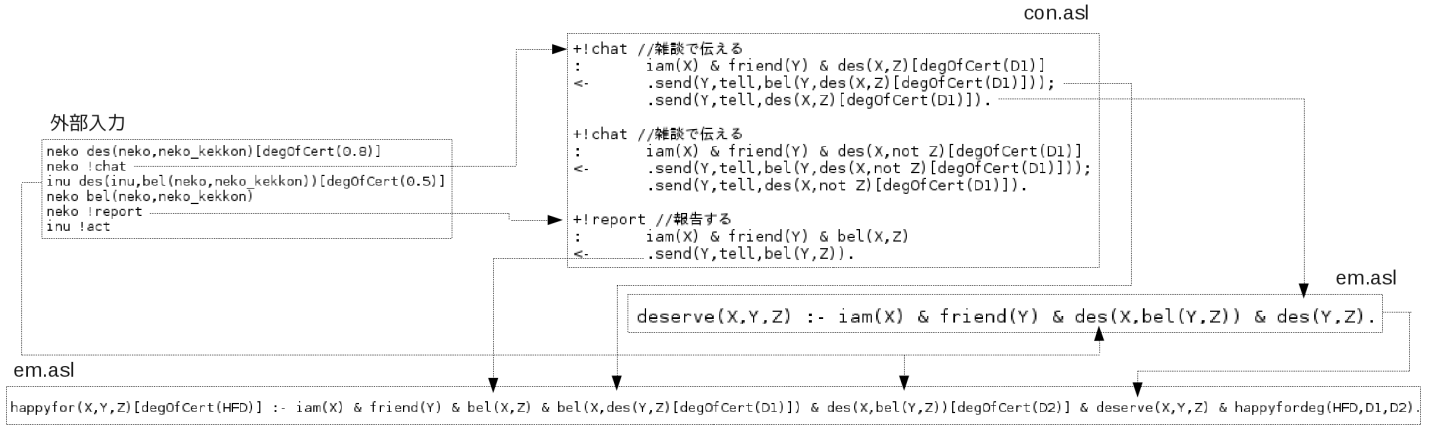 con.asl
+!chat //雑談で伝える
: iam(X) & friend(Y) & des(X,Z)[degOfCert(D1)]
<- .send(Y,tell,bel(Y,des(X,Z)[degOfCert(D1)]));
.send(Y,tell,des(X,Z)[degOfCert(D1)]).
+!chat //雑談で伝える
: iam(X) & friend(Y) & des(X,not Z)[degOfCert(D1)]
<- .send(Y,tell,bel(Y,des(X,not Z)[degOfCert(D1)]));
.send(Y,tell,des(X,not Z)[degOfCert(D1)]).
+!report //報告する
: iam(X) & friend(Y) & bel(X,Z)
<- .send(Y,tell,bel(Y,Z)).
外部入力
neko des(neko,neko_kekkon)[degOfCert(0.8)]
neko !chat
inu des(inu,bel(neko,neko_kekkon))[degOfCert(0.5)]
neko bel(neko,neko_kekkon)
neko !report
inu !act
em.asl
deserve(X,Y,Z) :- iam(X) & friend(Y) & des(X,bel(Y,Z)) & des(Y,Z).
em.asl
happyfor(X,Y,Z)[degOfCert(HFD)] :- iam(X) & friend(Y) & bel(X,Z) & bel(X,des(Y,Z)[degOfCert(D1)]) & des(X,bel(Y,Z))[degOfCert(D2)] & deserve(X,Y,Z) & happyfordeg(HFD,D1,D2).